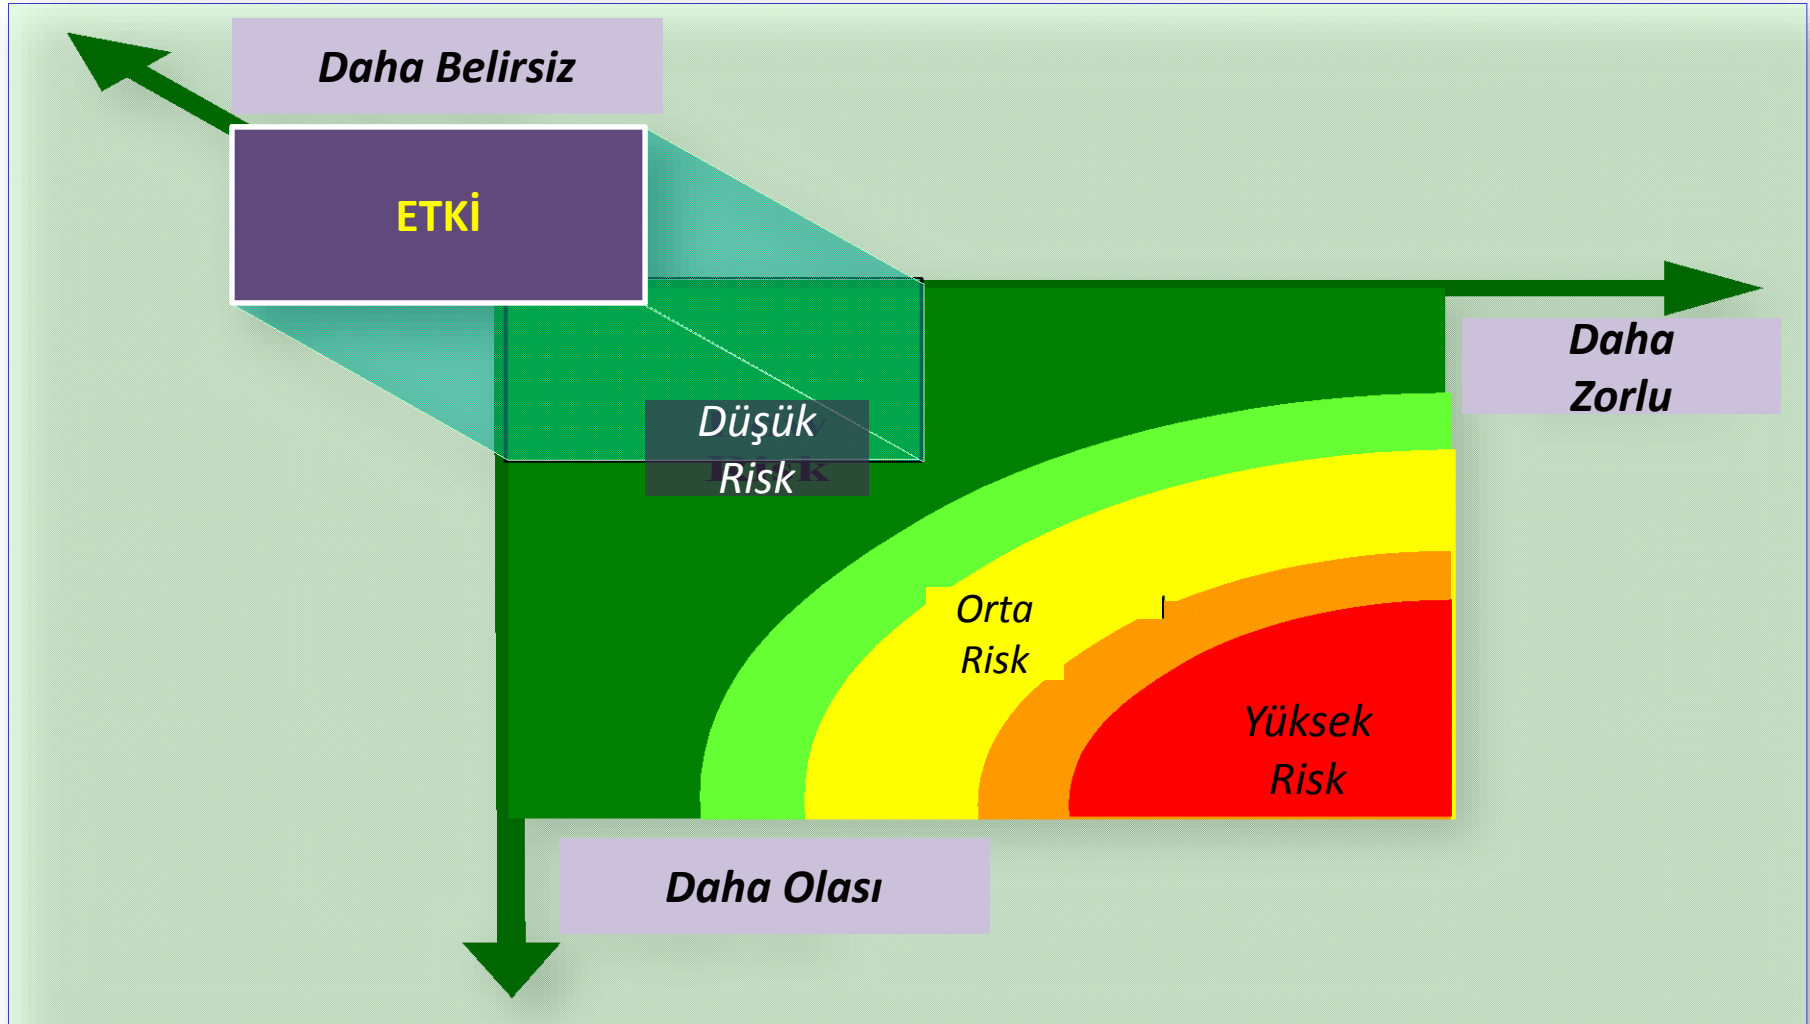 Daha Belirsiz
ETKİ
Daha
Zorlu
Düşük
Risk
Orta
Risk
Yüksek
Risk
Daha Olası